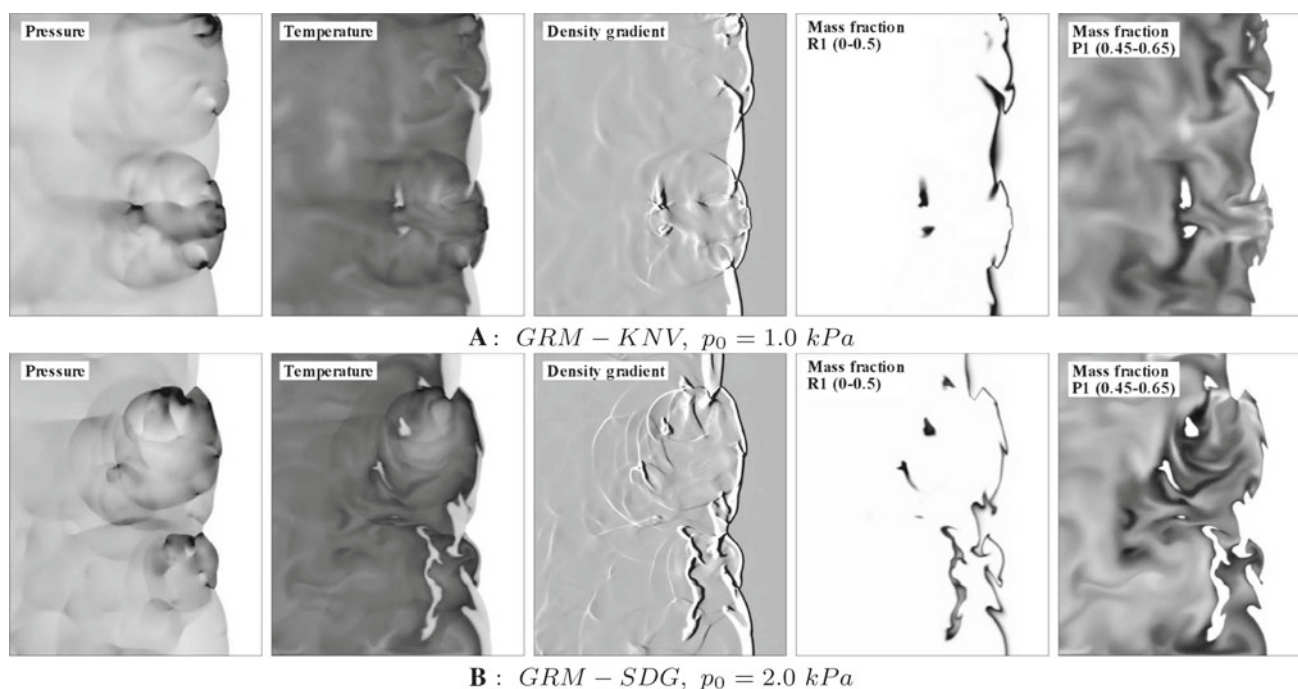 Pressure
Temperature
Density gradient
Mass fraction
R1 (0-0.5)
Mass fraction
P1 (0.45-0.65)
A : GRM − KNV, p₀ = 1.0 kPa
Pressure
Temperature
Density gradient
Mass fraction
R1 (0-0.5)
Mass fraction
P1 (0.45-0.65)
B : GRM − SDG, p₀ = 2.0 kPa